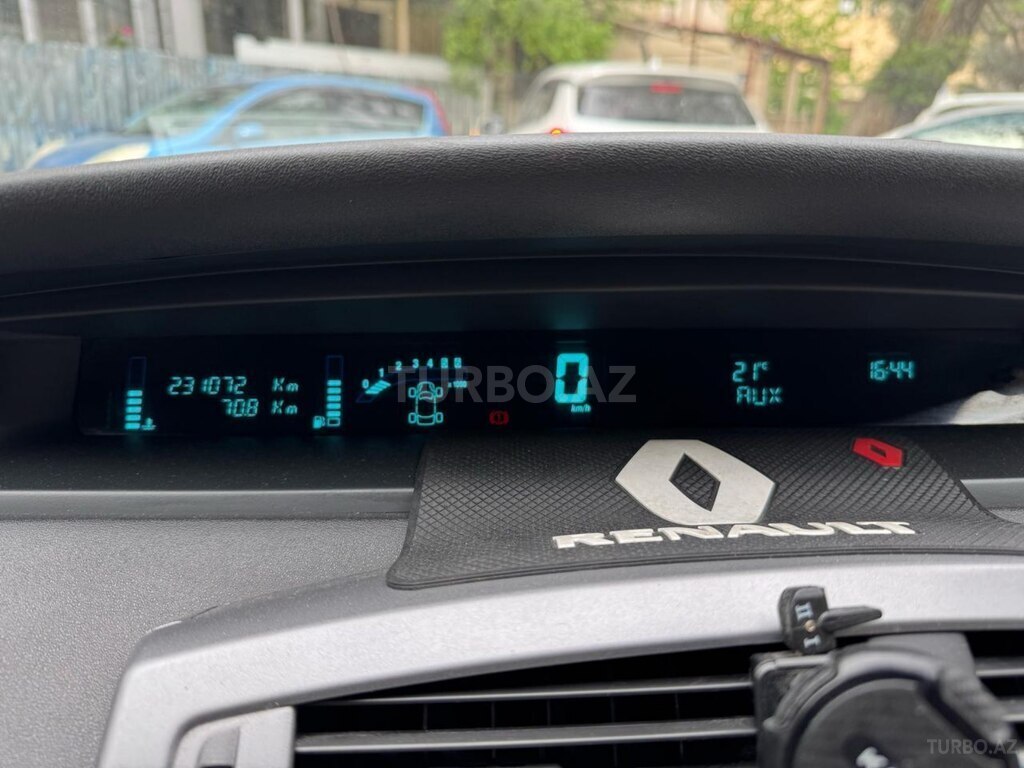 231072 Km
70.8 Km
0 1 2 3 4 5 6
0
km/h
21°
AUX
16:44
TURBO.AZ
RENAULT
TURBO.AZ